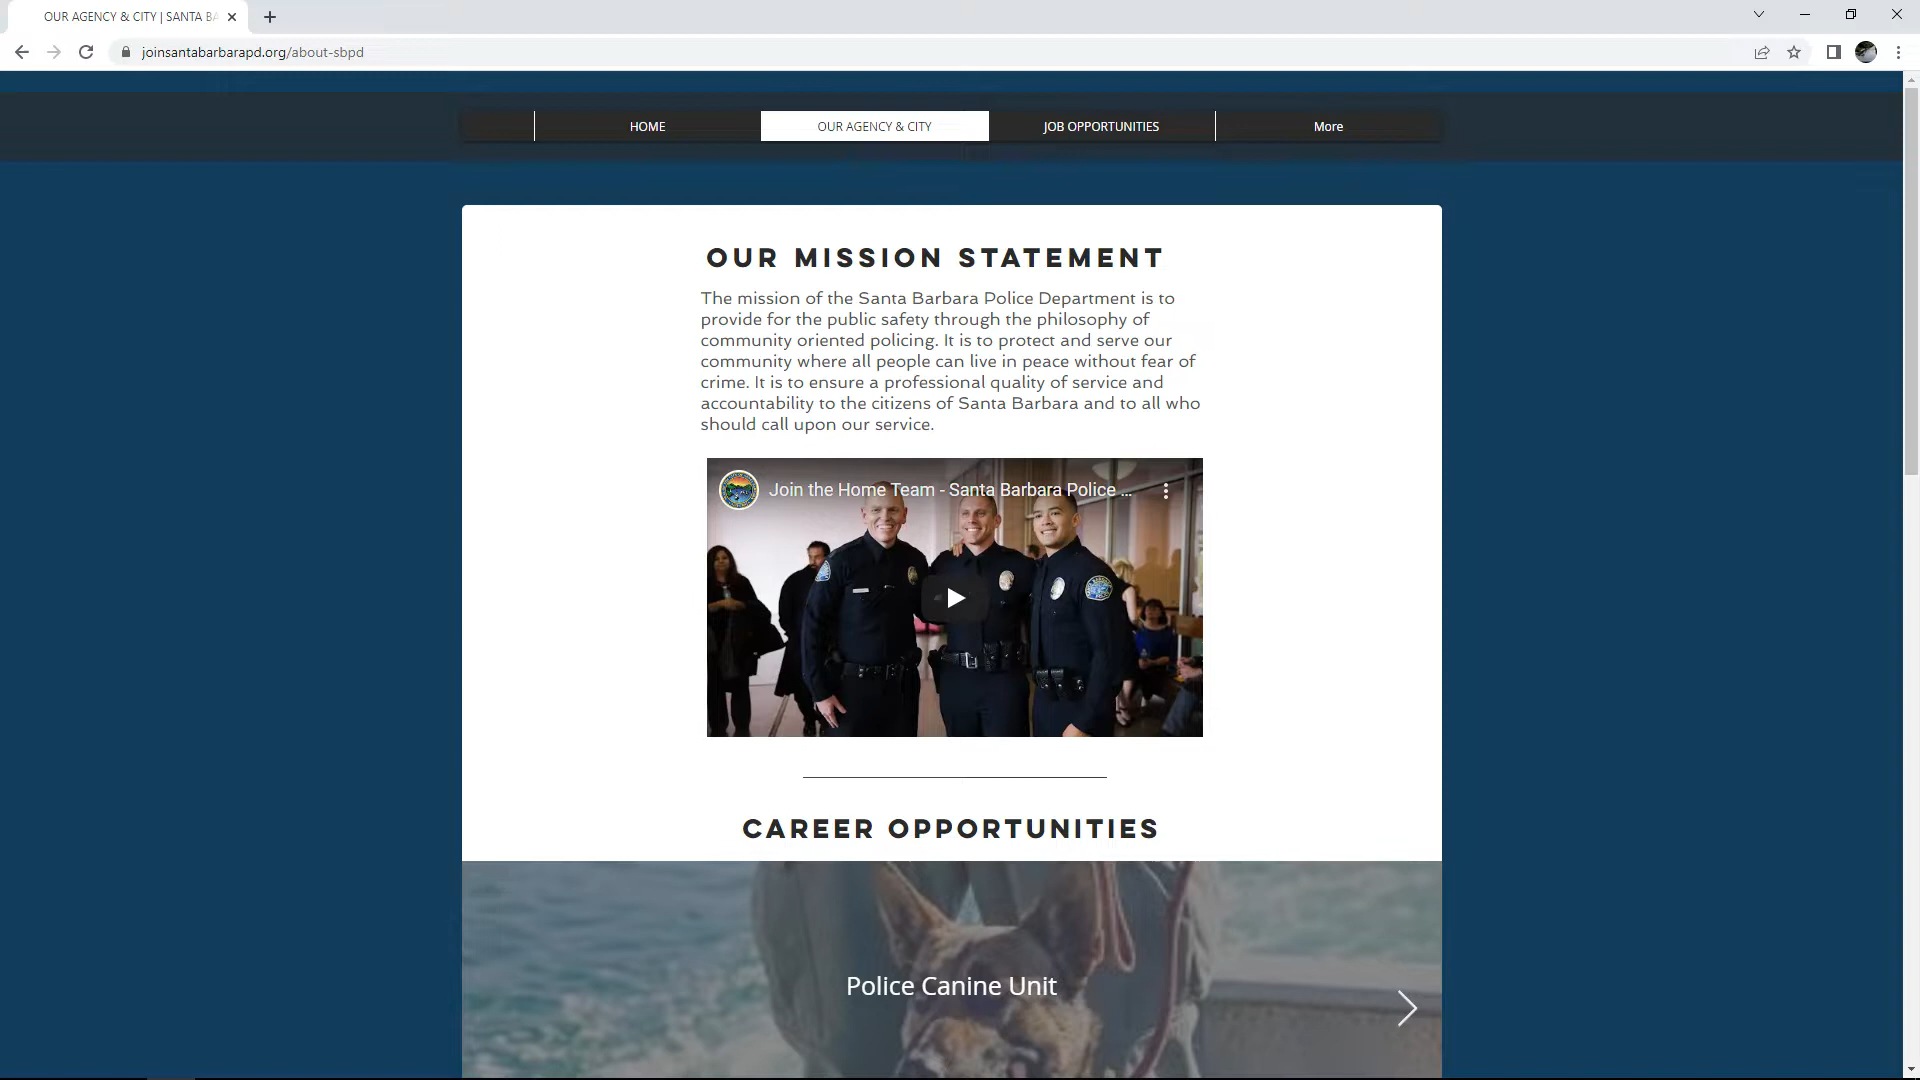 OUR AGENCY & CITY | SANTA BA
joinsantabarbarapd.org/about-sbpd
HOME
OUR AGENCY & CITY
JOB OPPORTUNITIES
More
OUR MISSION STATEMENT
The mission of the Santa Barbara Police Department is to
provide for the public safety through the philosophy of
community oriented policing. It is to protect and serve our
community where all people can live in peace without fear of
crime. It is to ensure a professional quality of service and
accountability to the citizens of Santa Barbara and to all who
should call upon our service.
Join the Home Team - Santa Barbara Police ...
CAREER OPPORTUNITIES
Police Canine Unit